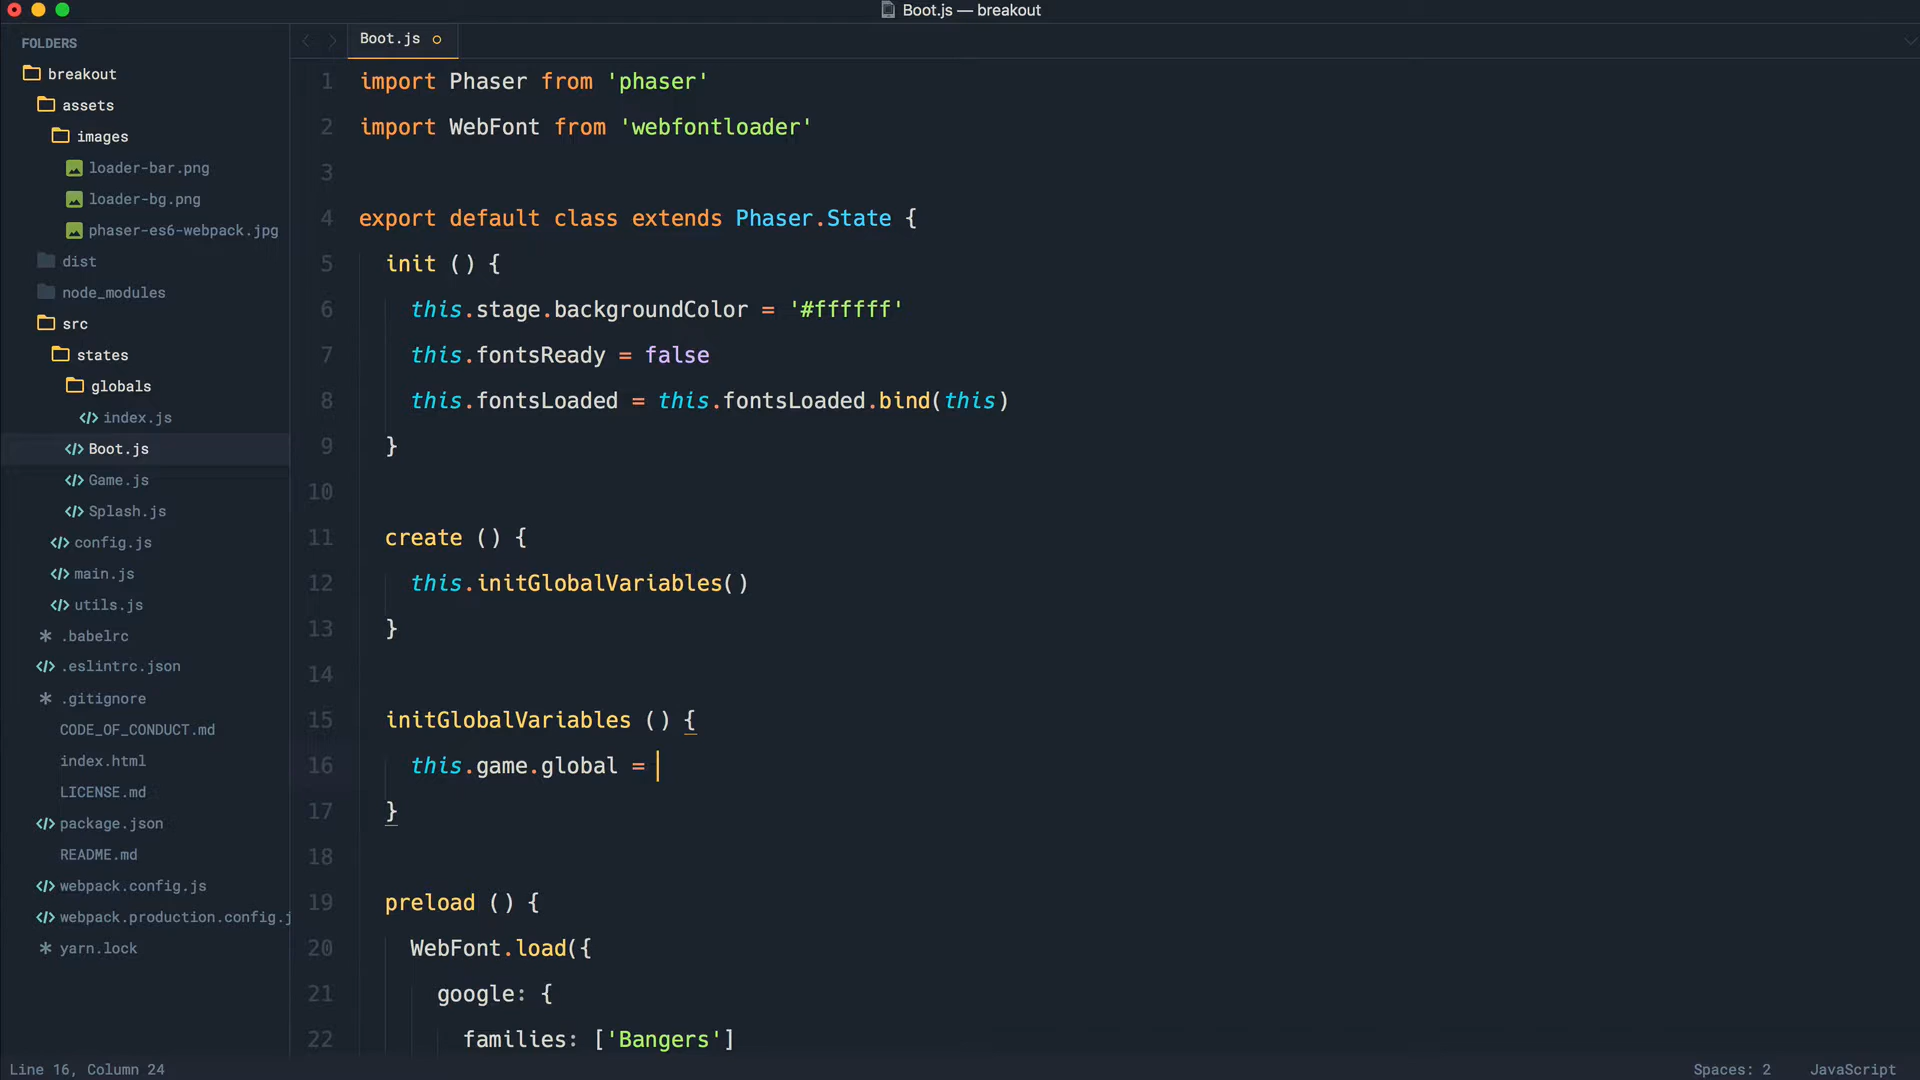 Boot.js — breakout
FOLDERS
breakout
assets
images
loader-bar.png
loader-bg.png
phaser-es6-webpack.jpg
dist
node_modules
src
states
globals
index.js
Boot.js
Game.js
Splash.js
config.js
main.js
utils.js
.babelrc
.eslintrc.json
.gitignore
CODE_OF_CONDUCT.md
index.html
LICENSE.md
package.json
README.md
webpack.config.js
webpack.production.config.j
yarn.lock
Boot.js
1 import Phaser from 'phaser'
2 import WebFont from 'webfontloader'
3
4 export default class extends Phaser.State {
5 init () {
6 this.stage.backgroundColor = '#ffffff'
7 this.fontsReady = false
8 this.fontsLoaded = this.fontsLoaded.bind(this)
9 }
10
11 create () {
12 this.initGlobalVariables()
13 }
14
15 initGlobalVariables () {
16 this.game.global =
17 }
18
19 preload () {
20 WebFont.load({
21 google: {
22 families: ['Bangers']
Line 16, Column 24
Spaces: 2
JavaScript